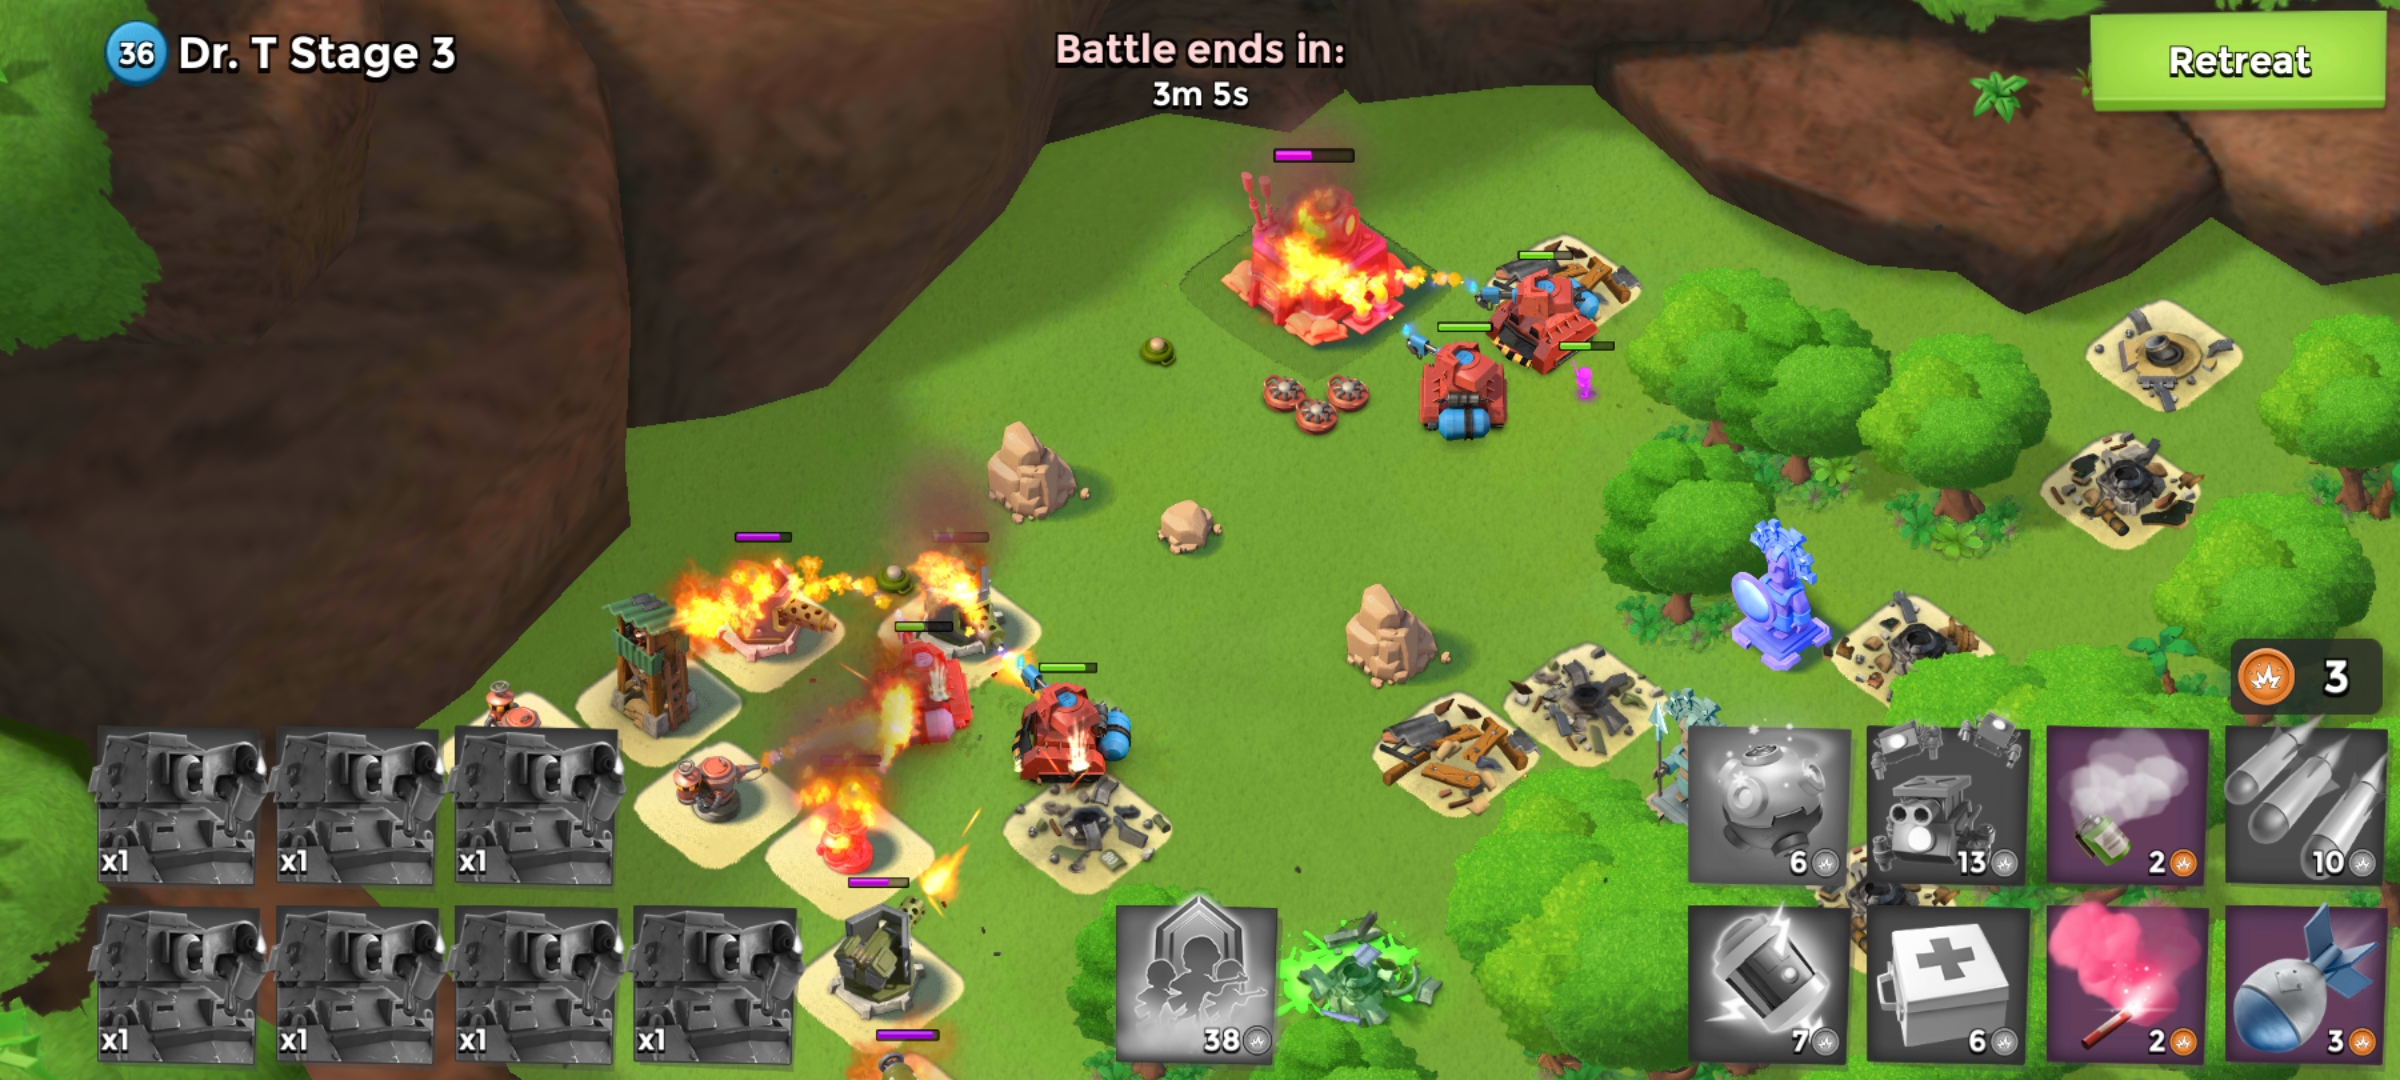 36 Dr. T Stage 3
Battle ends in:
3m 5s
Retreat
3
x1 x1 x1
6 13 2 10
x1 x1 x1 x1
38
7 6 2 3